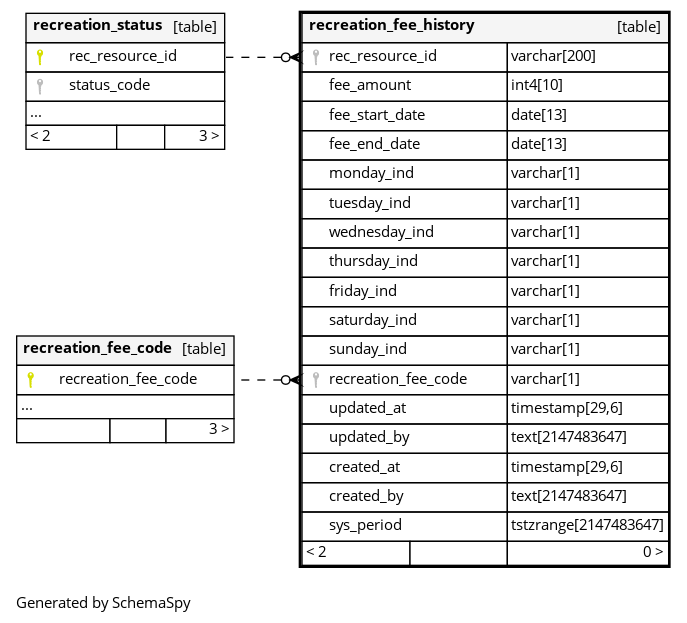 recreation_status [table]
rec_resource_id
status_code
...
< 2 3 >
recreation_fee_code [table]
recreation_fee_code
...
3 >
recreation_fee_history [table]
rec_resource_id varchar[200]
fee_amount int4[10]
fee_start_date date[13]
fee_end_date date[13]
monday_ind varchar[1]
tuesday_ind varchar[1]
wednesday_ind varchar[1]
thursday_ind varchar[1]
friday_ind varchar[1]
saturday_ind varchar[1]
sunday_ind varchar[1]
recreation_fee_code varchar[1]
updated_at timestamp[29,6]
updated_by text[2147483647]
created_at timestamp[29,6]
created_by text[2147483647]
sys_period tstzrange[2147483647]
< 2 0 >
Generated by SchemaSpy